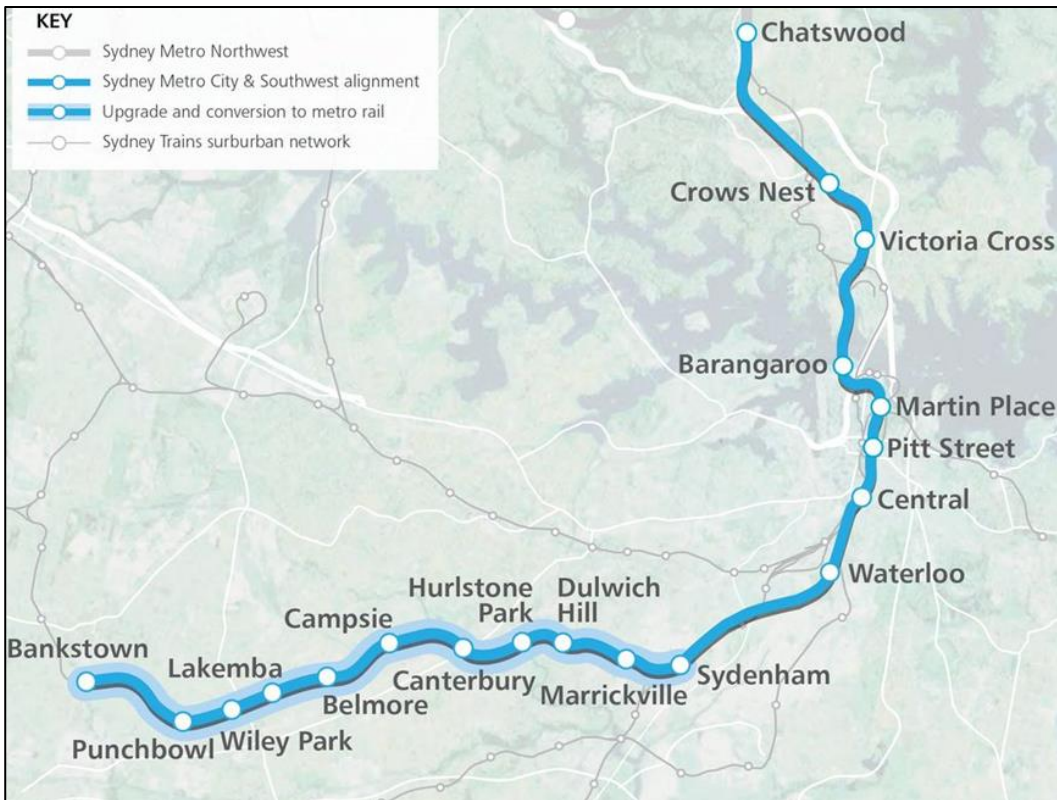 KEY
Sydney Metro Northwest
Sydney Metro City & Southwest alignment
Upgrade and conversion to metro rail
Sydney Trains surburban network
Chatswood
Crows Nest
Victoria Cross
Barangaroo
Martin Place
Pitt Street
Central
Waterloo
Hurlstone
Park
Dulwich
Hill
Campsie
Bankstown
Lakemba
Canterbury
Sydenham
Marrickville
Belmore
Punchbowl
Wiley Park